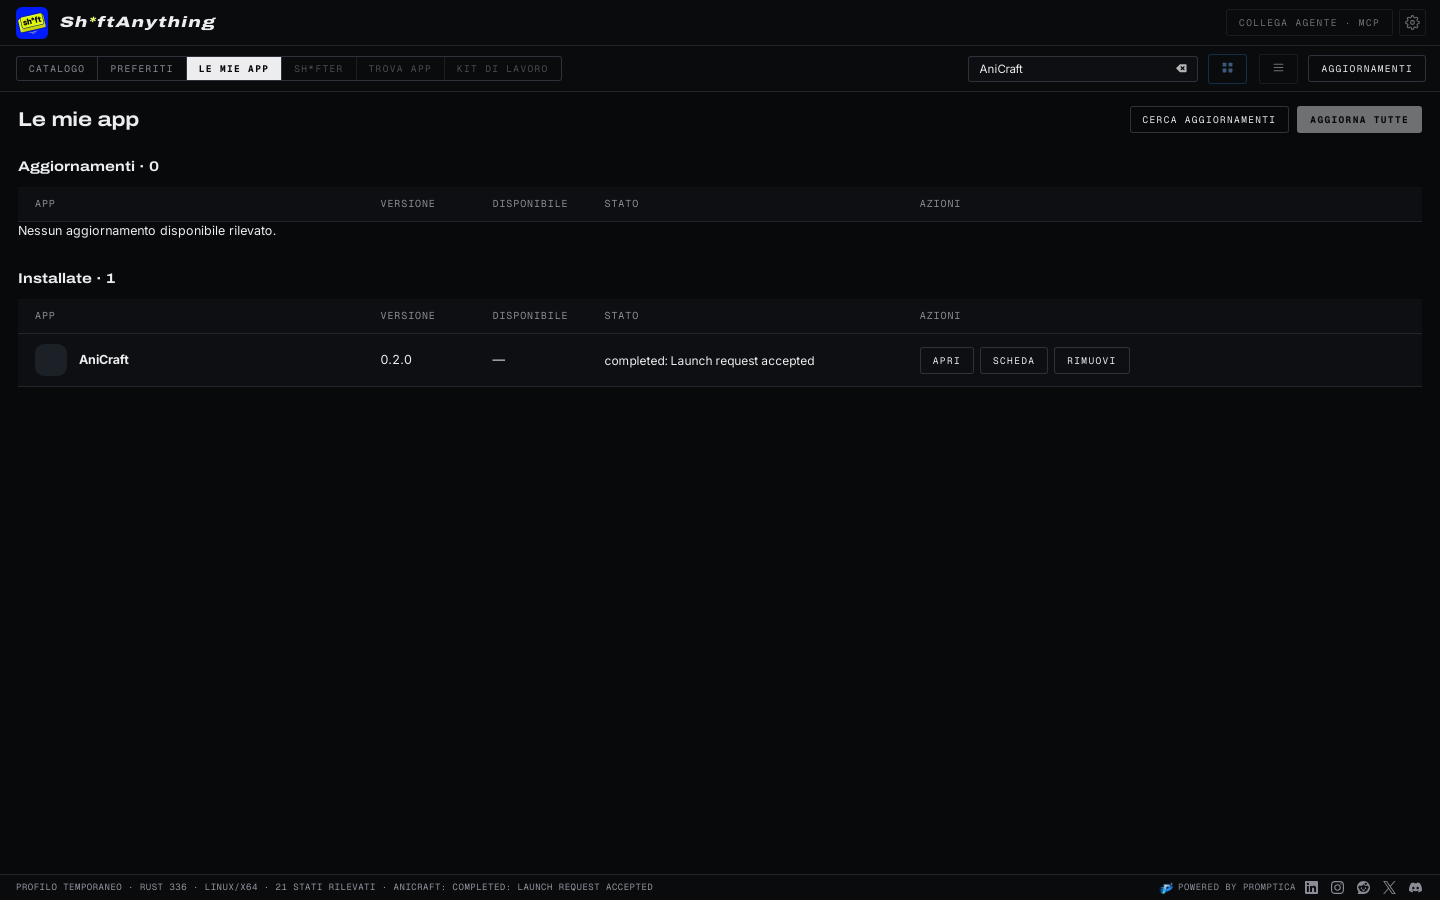 sh*ft
Sh*ftAnything
COLLEGA AGENTE · MCP
CATALOGO
PREFERITI
LE MIE APP
SH*FTER
TROVA APP
KIT DI LAVORO
AniCraft
AGGIORNAMENTI
Le mie app
CERCA AGGIORNAMENTI
AGGIORNA TUTTE
Aggiornamenti · 0
APP VERSIONE DISPONIBILE STATO AZIONI
Nessun aggiornamento disponibile rilevato.
Installate · 1
APP VERSIONE DISPONIBILE STATO AZIONI
AniCraft 0.2.0 — completed: Launch request accepted APRI SCHEDA RIMUOVI
PROFILO TEMPORANEO · RUST 336 · LINUX/X64 · 21 STATI RILEVATI · ANICRAFT: COMPLETED: LAUNCH REQUEST ACCEPTED
POWERED BY PROMPTICA